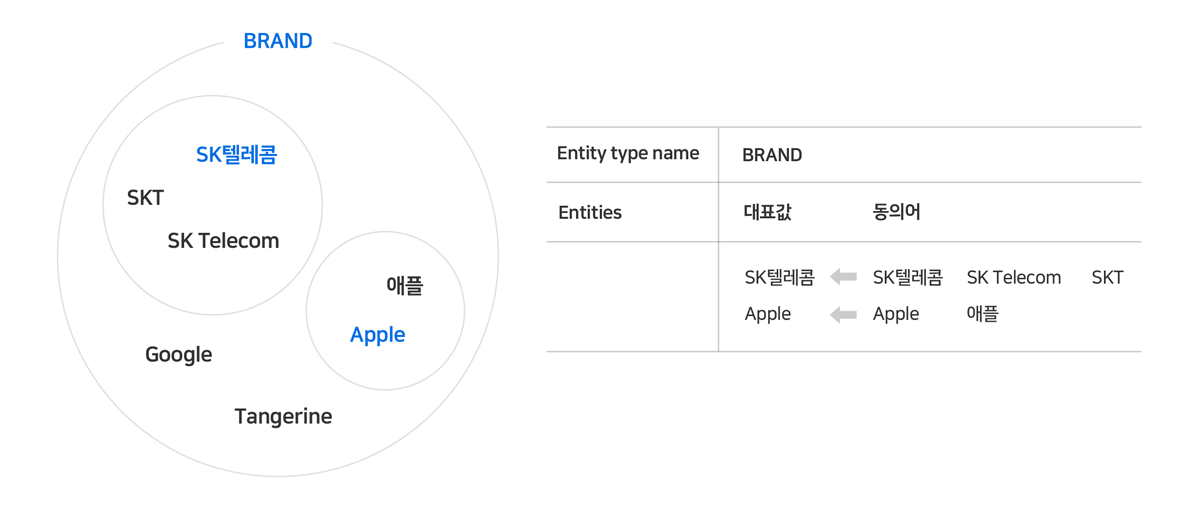 BRAND
SK텔레콤
SKT
SK Telecom
애플
Apple
Google
Tangerine
Entity type name BRAND
Entities 대표값 동의어
SK텔레콤 SK텔레콤 SK Telecom SKT
Apple Apple 애플